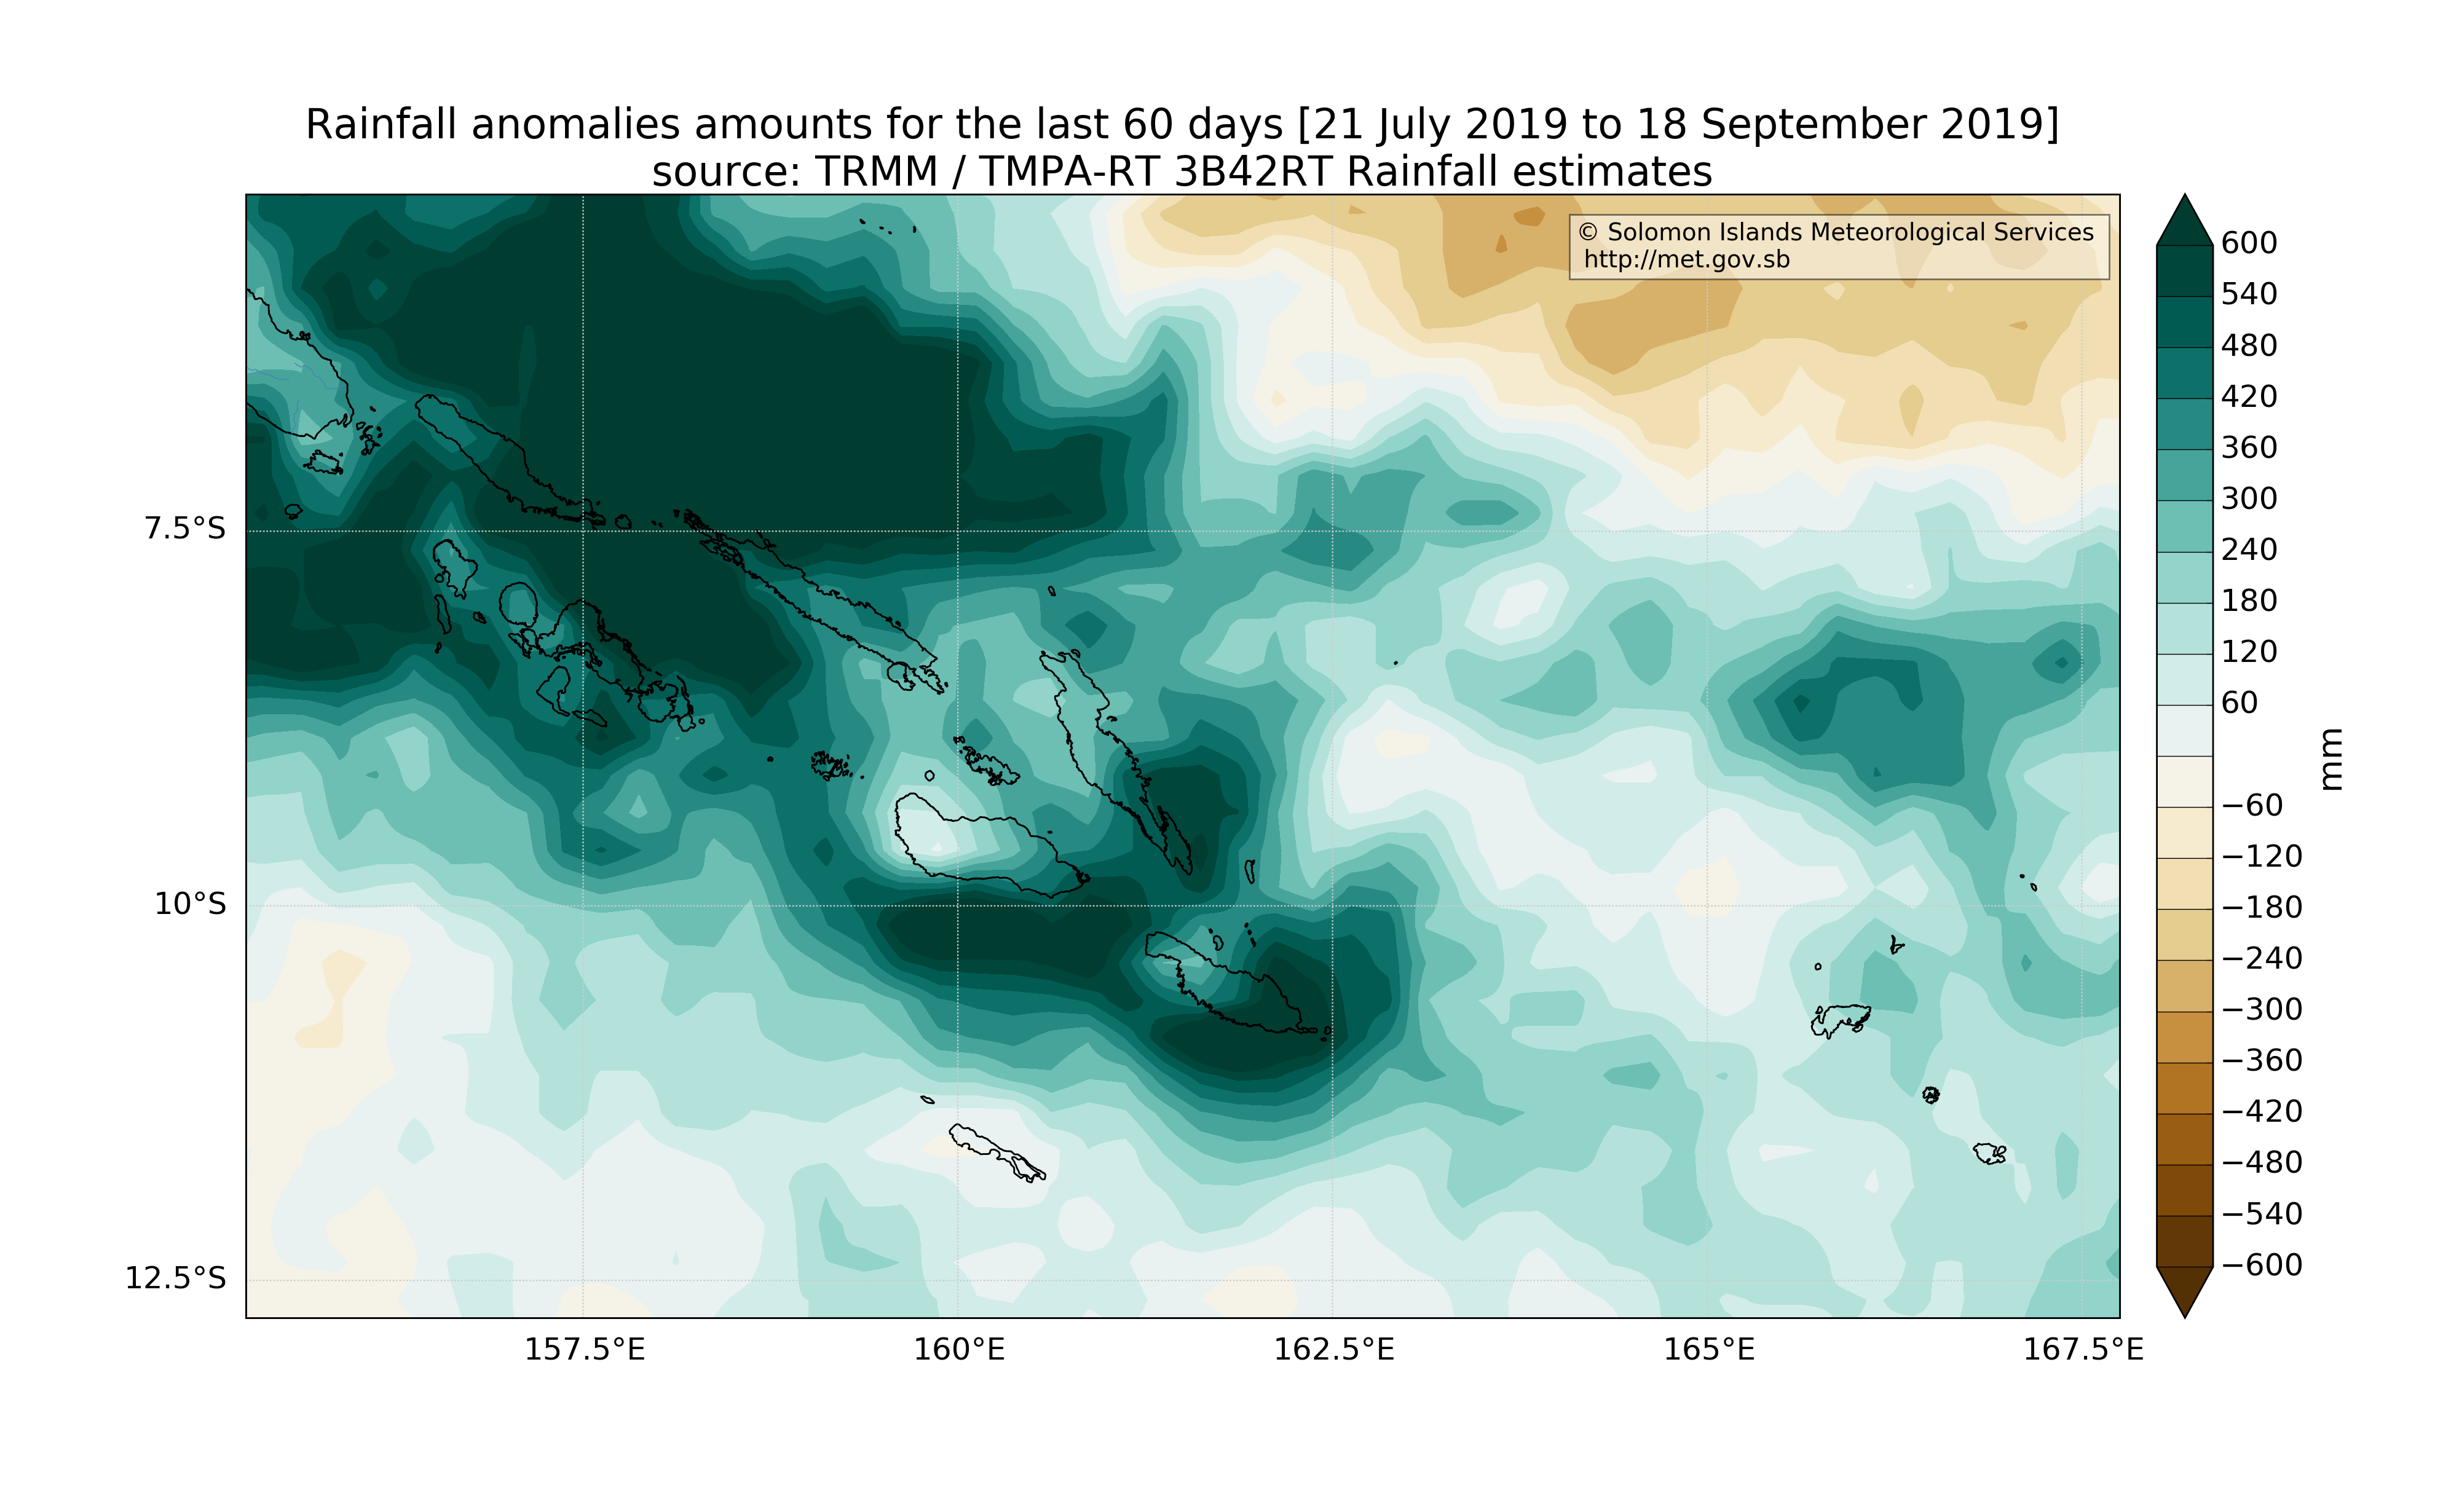 Rainfall anomalies amounts for the last 60 days [21 July 2019 to 18 September 2019]
source: TRMM / TMPA-RT 3B42RT Rainfall estimates
© Solomon Islands Meteorological Services
http://met.gov.sb
7.5°S
10°S
12.5°S
157.5°E
160°E
162.5°E
165°E
167.5°E
600
540
480
420
360
300
240
180
120
60
−60
−120
−180
−240
−300
−360
−420
−480
−540
−600
mm